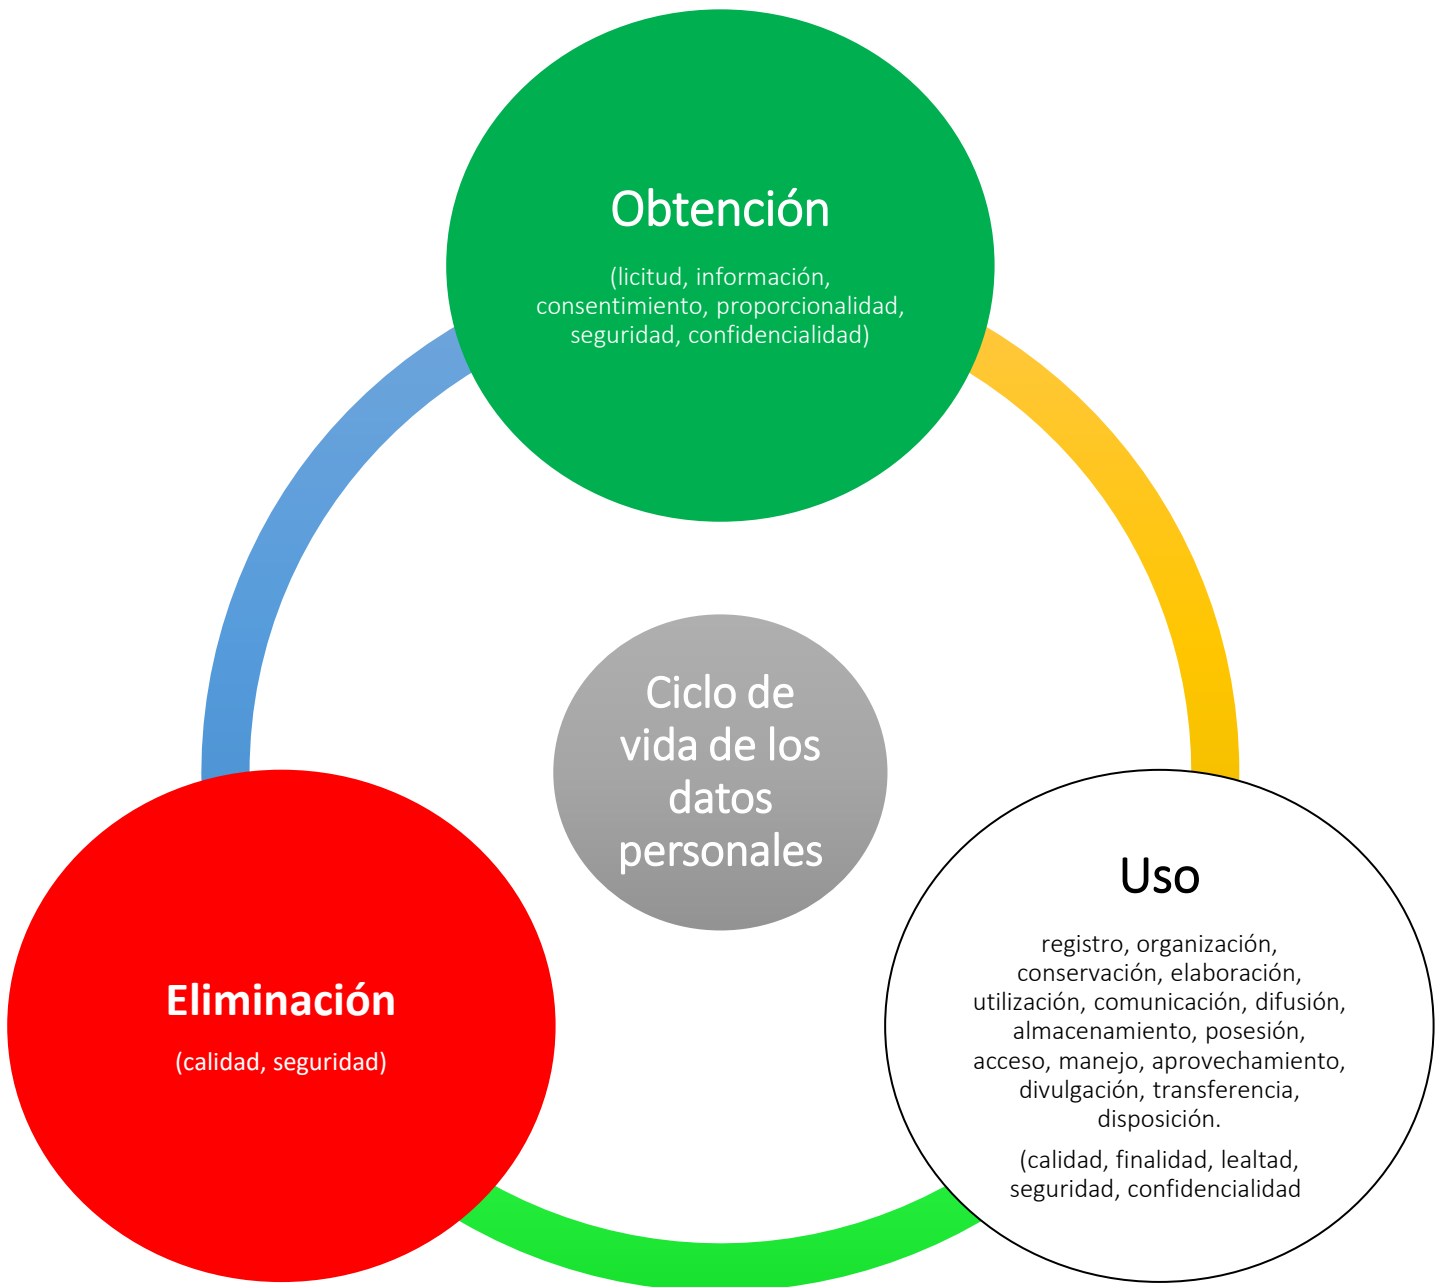 Obtención
(licitud, información,
consentimiento, proporcionalidad,
seguridad, confidencialidad)
Ciclo de
vida de los
datos
personales
Uso
registro, organización,
conservación, elaboración,
utilización, comunicación, difusión,
almacenamiento, posesión,
acceso, manejo, aprovechamiento,
divulgación, transferencia,
disposición.
(calidad, finalidad, lealtad,
seguridad, confidencialidad
Eliminación
(calidad, seguridad)